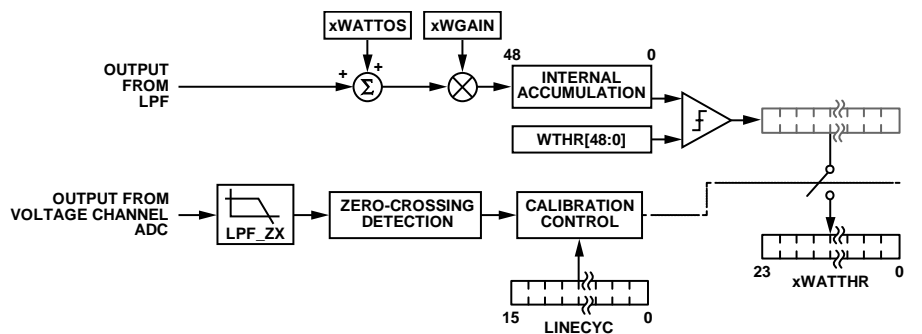 xWATTOS
xWGAIN
OUTPUT
FROM
LPF
+
+
Σ
48
0
INTERNAL
ACCUMULATION
WTHR[48:0]
OUTPUT FROM
VOLTAGE CHANNEL
ADC
LPF_ZX
ZERO-CROSSING
DETECTION
CALIBRATION
CONTROL
23
0
xWATTHR
15
0
LINECYC